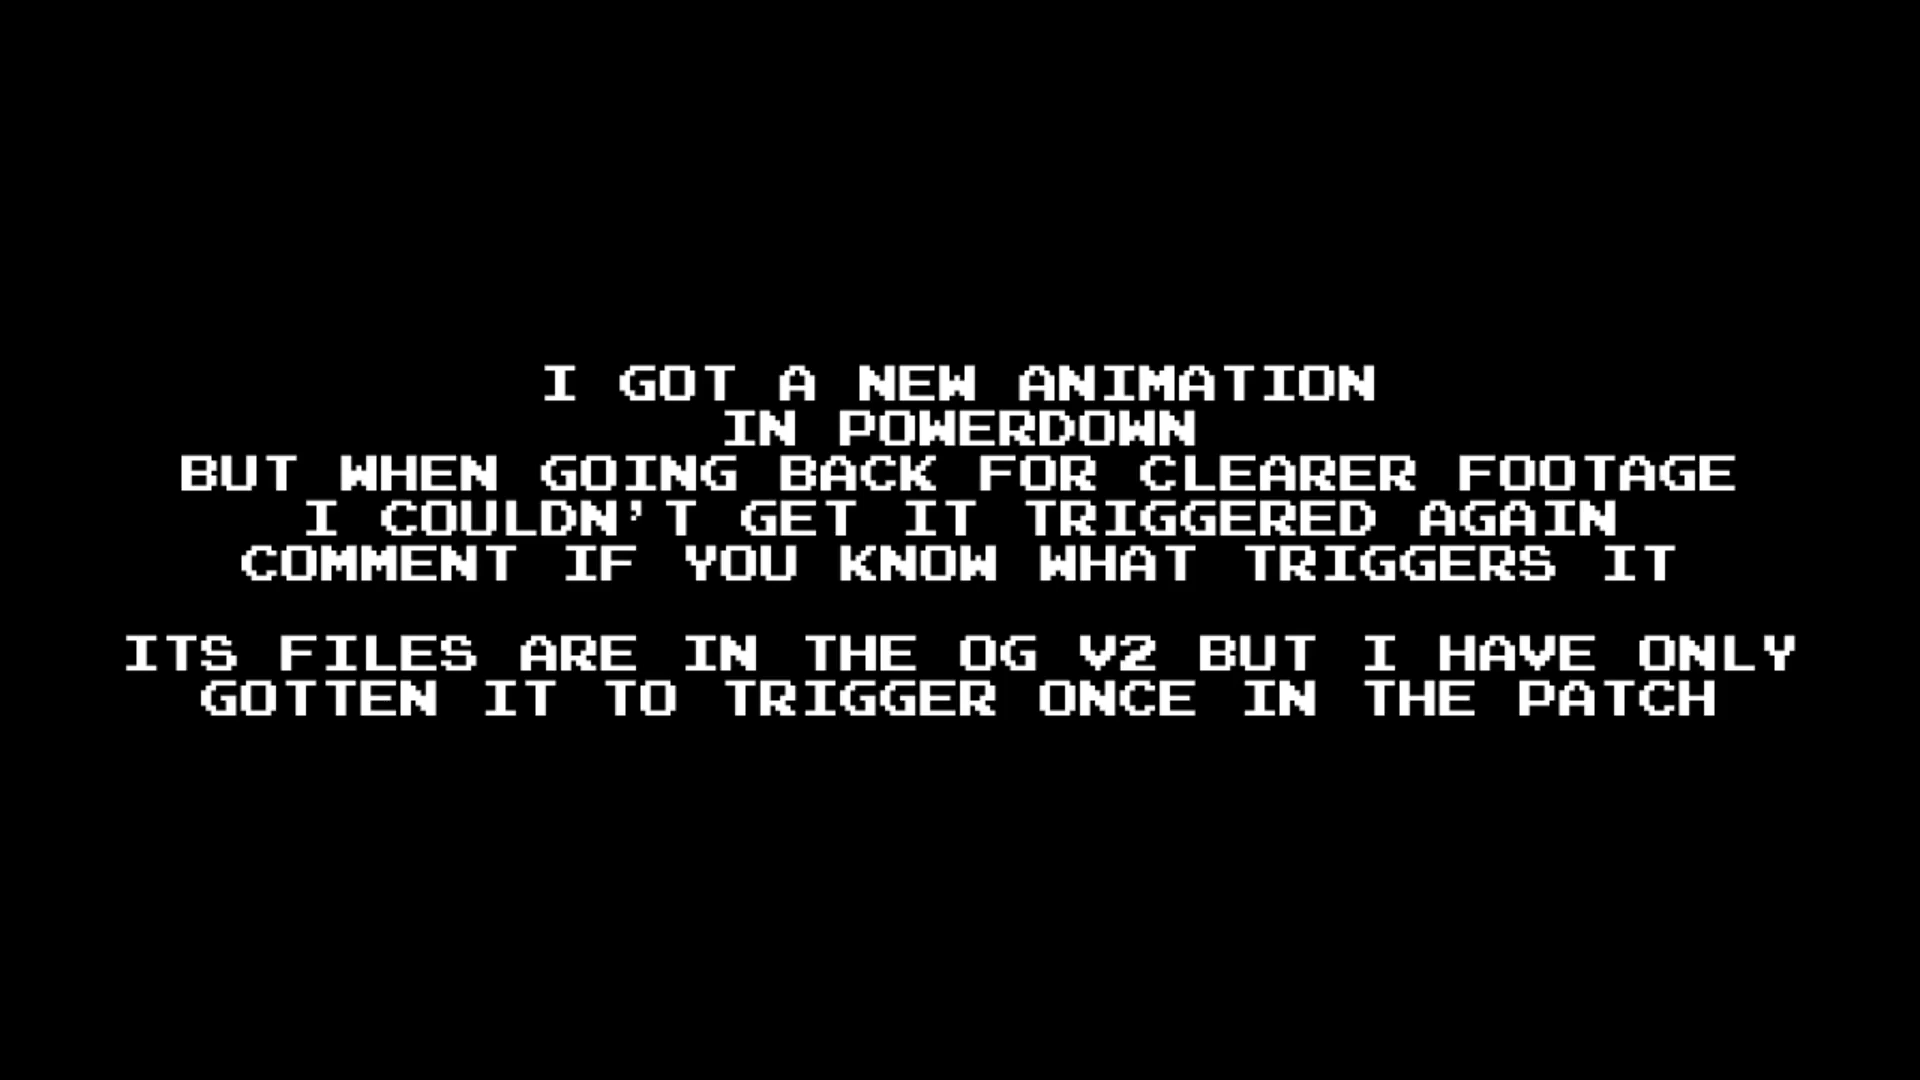 I GOT A NEW ANIMATION
IN POWERDOWN
BUT WHEN GOING BACK FOR CLEARER FOOTAGE
I COULDN'T GET IT TRIGGERED AGAIN
COMMENT IF YOU KNOW WHAT TRIGGERS IT
ITS FILES ARE IN THE OG V2 BUT I HAVE ONLY
GOTTEN IT TO TRIGGER ONCE IN THE PATCH